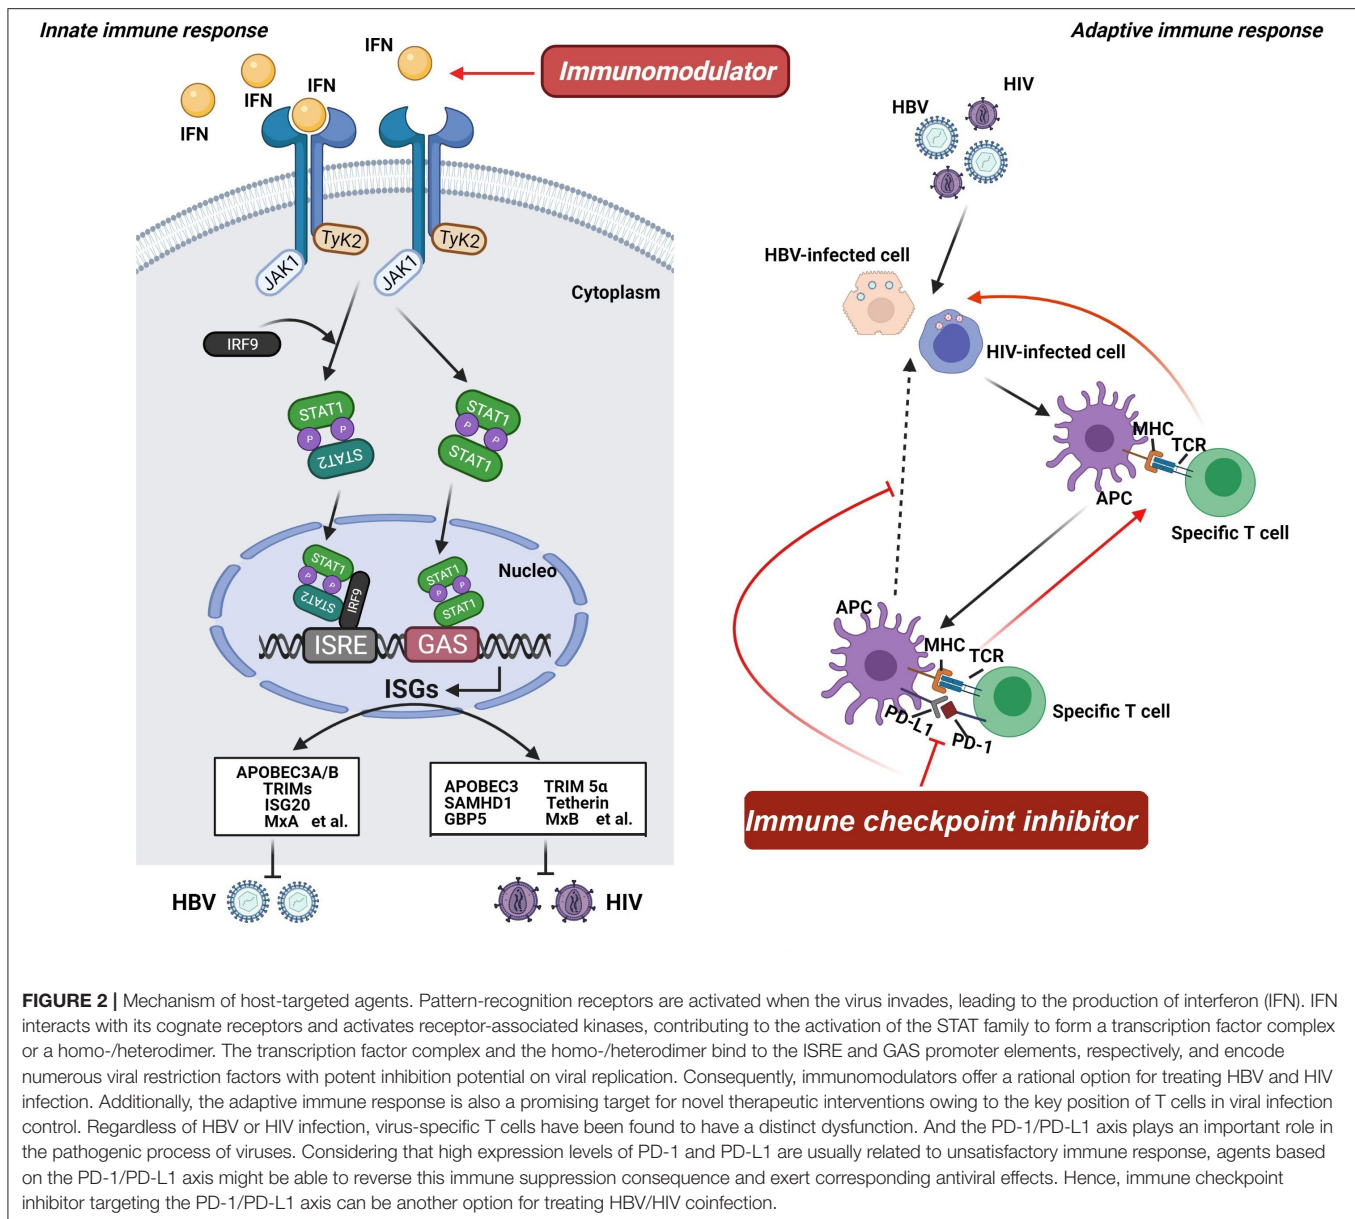 Innate immune response
Adaptive immune response
IFN
IFN
IFN
IFN
Immunomodulator
TyK2
TyK2
JAK1
JAK1
Cytoplasm
IRF9
STAT1
P
P
STAT2
STAT1
P
P
STAT1
Nucleo
STAT1
P
P
STAT2
IRF9
STAT1
P
P
STAT1
ISRE
GAS
ISGs
APOBEC3A/B
TRIMs
ISG20
MxA et al.
APOBEC3 TRIM 5α
SAMHD1 Tetherin
GBP5 MxB et al.
HBV
HIV
HIV
HBV
HBV-infected cell
HIV-infected cell
MHC
TCR
APC
Specific T cell
APC
MHC
TCR
PD-L1
PD-1
Specific T cell
Immune checkpoint inhibitor
FIGURE 2 | Mechanism of host-targeted agents. Pattern-recognition receptors are activated when the virus invades, leading to the production of interferon (IFN). IFN
interacts with its cognate receptors and activates receptor-associated kinases, contributing to the activation of the STAT family to form a transcription factor complex
or a homo-/heterodimer. The transcription factor complex and the homo-/heterodimer bind to the ISRE and GAS promoter elements, respectively, and encode
numerous viral restriction factors with potent inhibition potential on viral replication. Consequently, immunomodulators offer a rational option for treating HBV and HIV
infection. Additionally, the adaptive immune response is also a promising target for novel therapeutic interventions owing to the key position of T cells in viral infection
control. Regardless of HBV or HIV infection, virus-specific T cells have been found to have a distinct dysfunction. And the PD-1/PD-L1 axis plays an important role in
the pathogenic process of viruses. Considering that high expression levels of PD-1 and PD-L1 are usually related to unsatisfactory immune response, agents based
on the PD-1/PD-L1 axis might be able to reverse this immune suppression consequence and exert corresponding antiviral effects. Hence, immune checkpoint
inhibitor targeting the PD-1/PD-L1 axis can be another option for treating HBV/HIV coinfection.